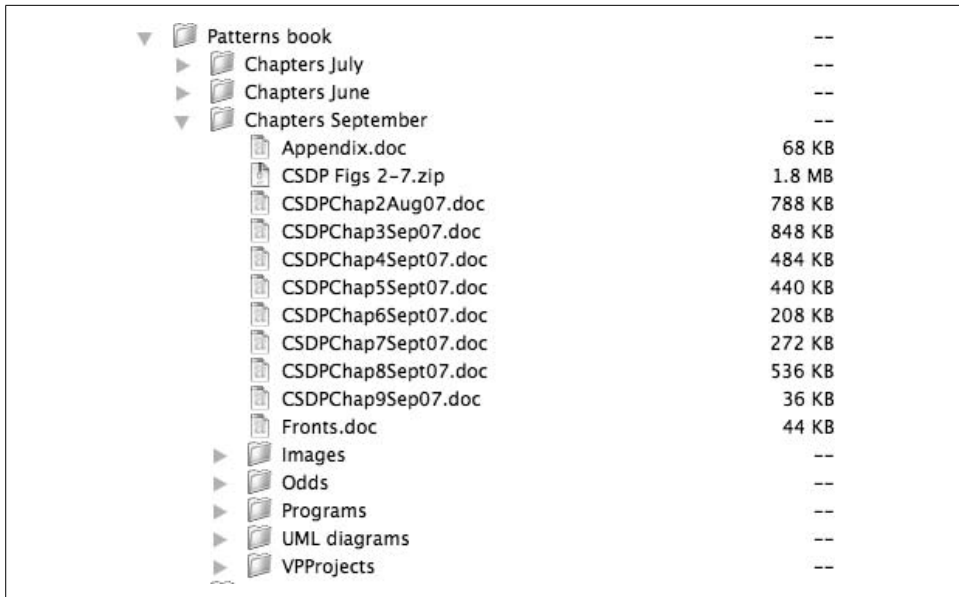 Patterns book --
Chapters July --
Chapters June --
Chapters September --
Appendix.doc 68 KB
CSDP Figs 2-7.zip 1.8 MB
CSDPChap2Aug07.doc 788 KB
CSDPChap3Sep07.doc 848 KB
CSDPChap4Sept07.doc 484 KB
CSDPChap5Sept07.doc 440 KB
CSDPChap6Sept07.doc 208 KB
CSDPChap7Sept07.doc 272 KB
CSDPChap8Sept07.doc 536 KB
CSDPChap9Sep07.doc 36 KB
Fronts.doc 44 KB
Images --
Odds --
Programs --
UML diagrams --
VPProjects --